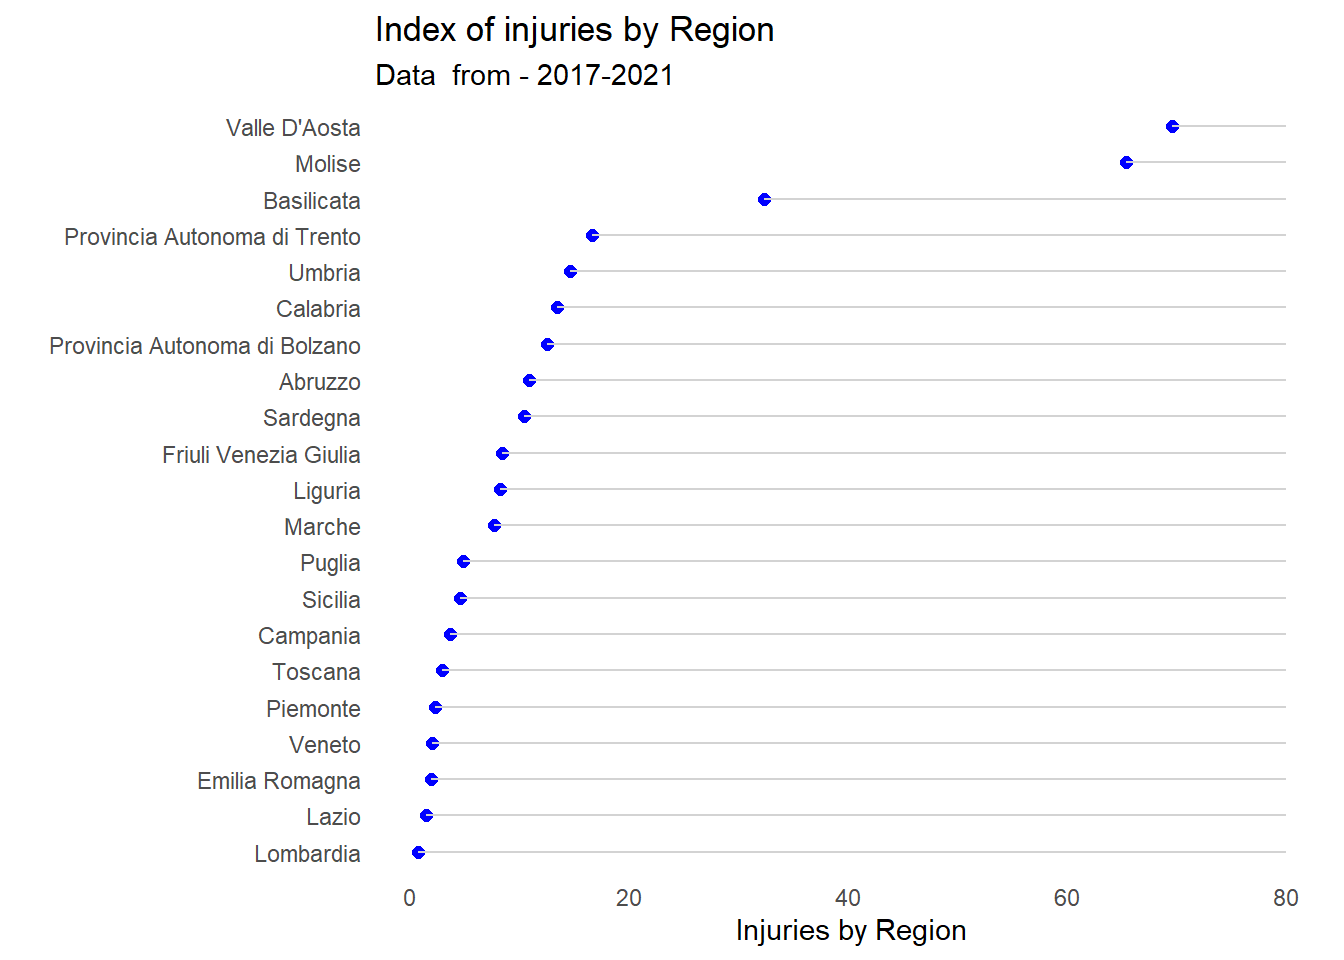 Index of injuries by Region
Data  from - 2017-2021
Valle D'Aosta
Molise
Basilicata
Provincia Autonoma di Trento
Umbria
Calabria
Provincia Autonoma di Bolzano
Abruzzo
Sardegna
Friuli Venezia Giulia
Liguria
Marche
Puglia
Sicilia
Campania
Toscana
Piemonte
Veneto
Emilia Romagna
Lazio
Lombardia
0 20 40 60 80
Injuries by Region